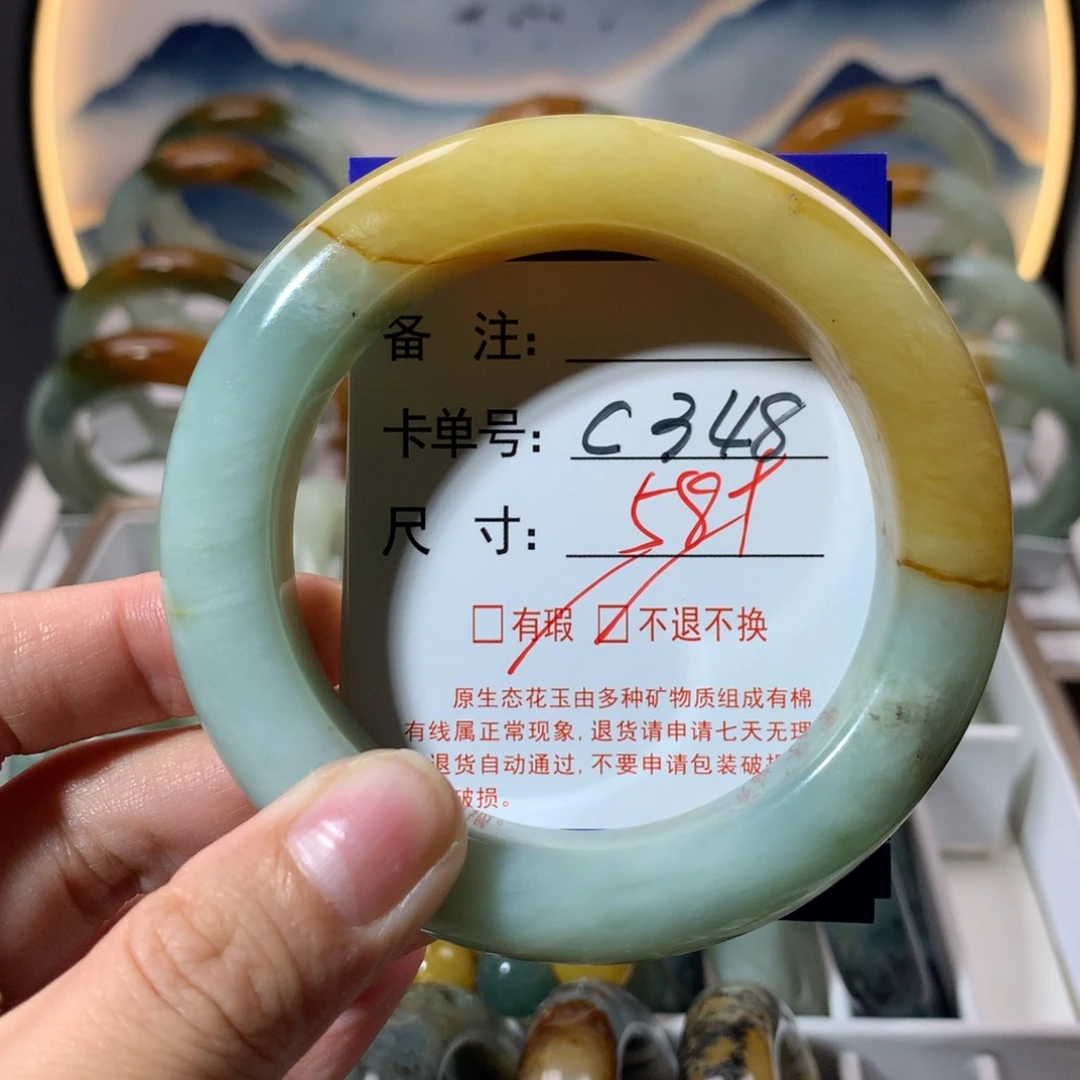 备 注:
卡单号: C348
尺 寸: 58+
有瑕 不退不换
原生态花玉由多种矿物质组成有棉
有线属正常现象,退货请申请七天无理
退货自动通过,不要申请包装破损
破损。